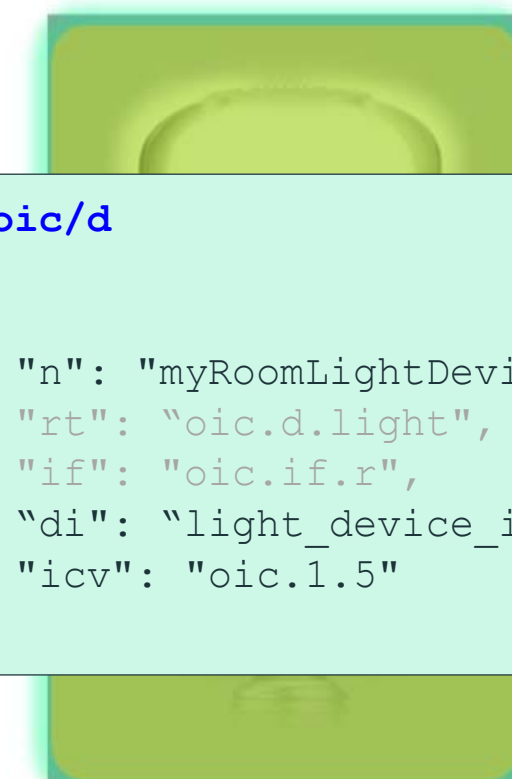 oic/d
"n": "myRoomLightDevi
"rt": “oic.d.light",
"if": "oic.if.r",
“di": “light_device_i
"icv": "oic.1.5"